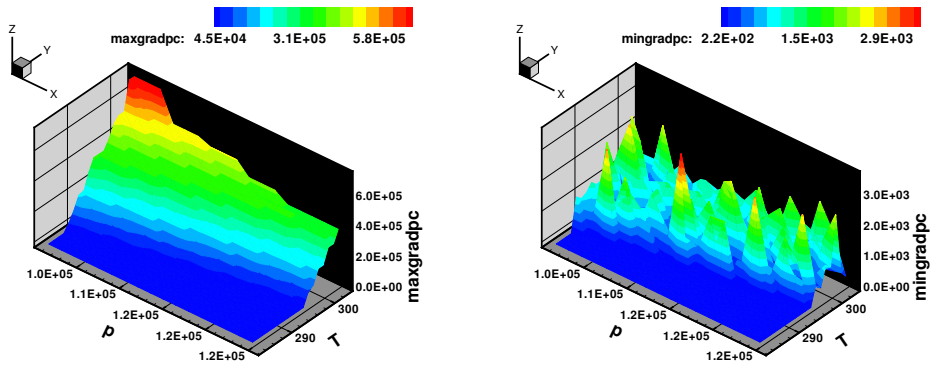 maxgradpc: 4.5E+04 3.1E+05 5.8E+05
Z
Y
X
6.0E+05
4.0E+05
2.0E+05
0.0E+00
maxgradpc
1.0E+05
1.1E+05
1.2E+05
1.2E+05
1.2E+05
p
300
290
T
mingradpc: 2.2E+02 1.5E+03 2.9E+03
Z
Y
X
3.0E+03
2.0E+03
1.0E+03
0.0E+00
mingradpc
1.0E+05
1.1E+05
1.2E+05
1.2E+05
1.2E+05
p
300
290
T